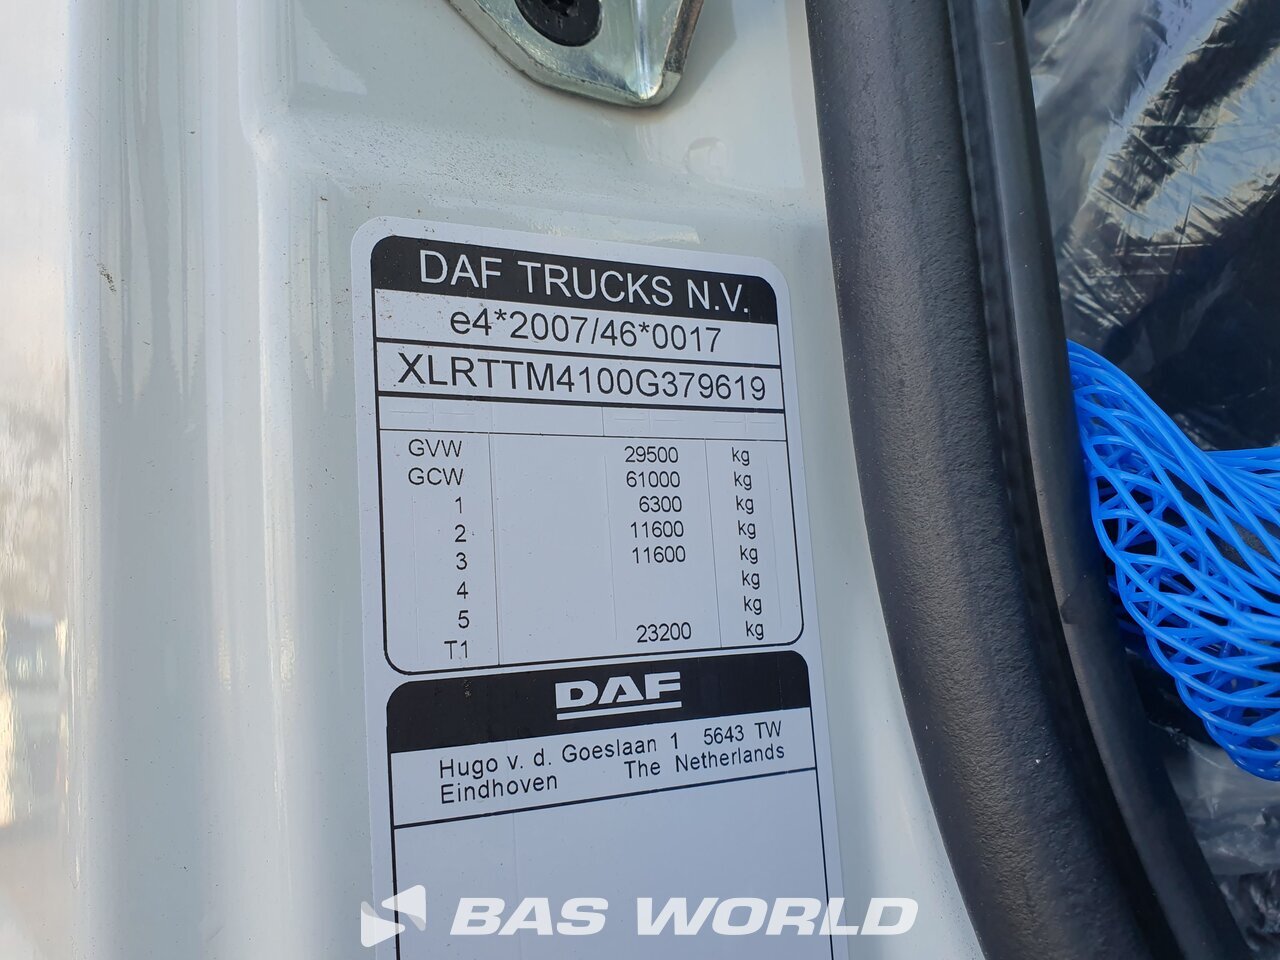 DAF TRUCKS N.V.
e4*2007/46*0017
XLRTTM4100G379619
GVW 29500 kg
GCW 61000 kg
1 6300 kg
2 11600 kg
3 11600 kg
4 kg
5 kg
T1 23200 kg
DAF
Hugo v. d. Goeslaan 1 5643 TW
Eindhoven The Netherlands
BAS WORLD